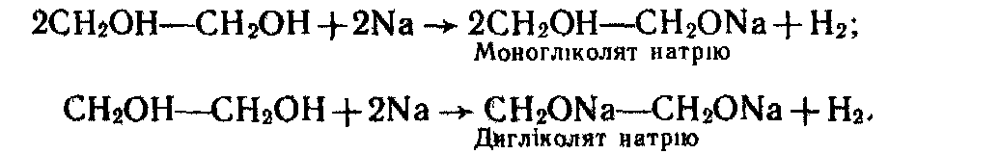 2CH₂OH—CH₂OH+2Na→2CH₂OH—CH₂ONa+H₂;
Моногліколят натрію
CH₂OH—CH₂OH+2Na→CH₂ONa—CH₂ONa+H₂.
Дигліколят натрію